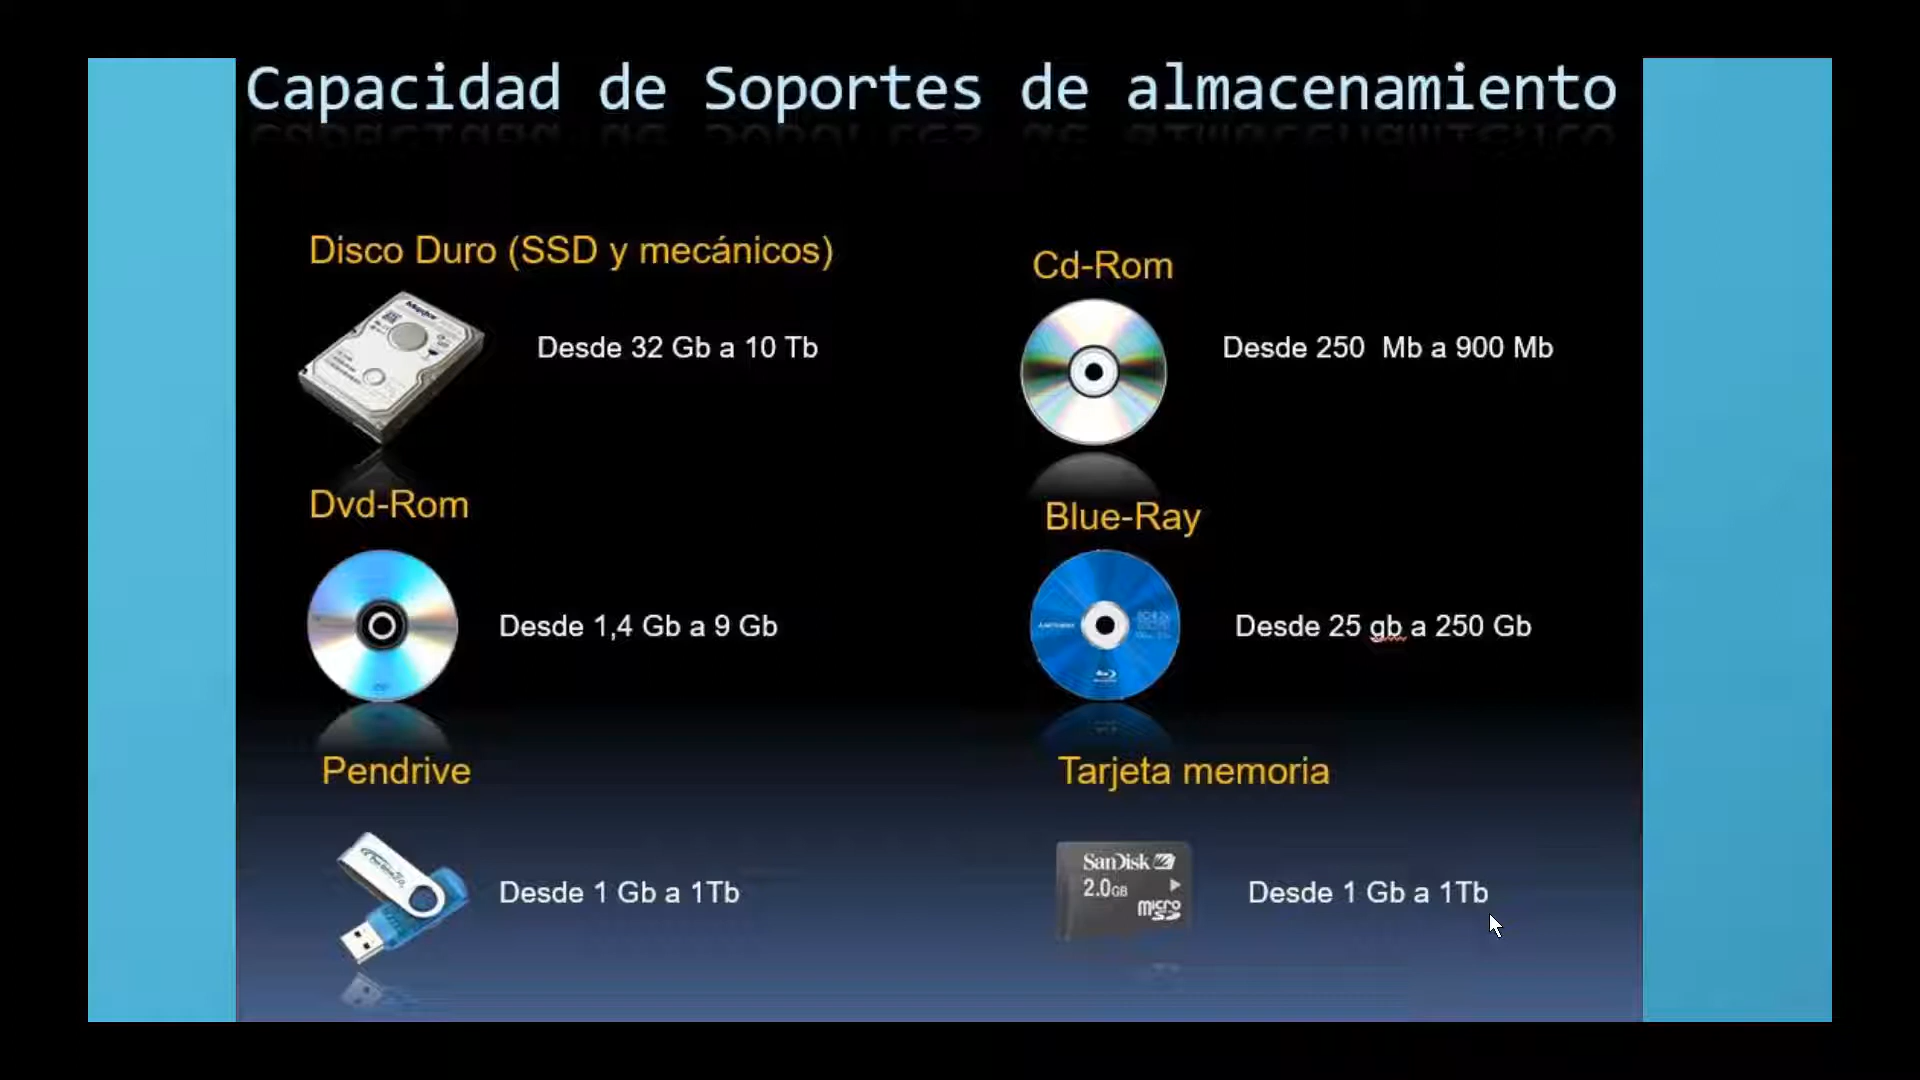 Capacidad de Soportes de almacenamiento
Disco Duro (SSD y mecánicos)
Maxtor
Desde 32 Gb a 10 Tb
Cd-Rom
Desde 250 Mb a 900 Mb
Dvd-Rom
Desde 1,4 Gb a 9 Gb
Blue-Ray
Desde 25 gb a 250 Gb
Pendrive
Desde 1 Gb a 1Tb
Tarjeta memoria
SanDisk
2.0GB
micro
SD
Desde 1 Gb a 1Tb